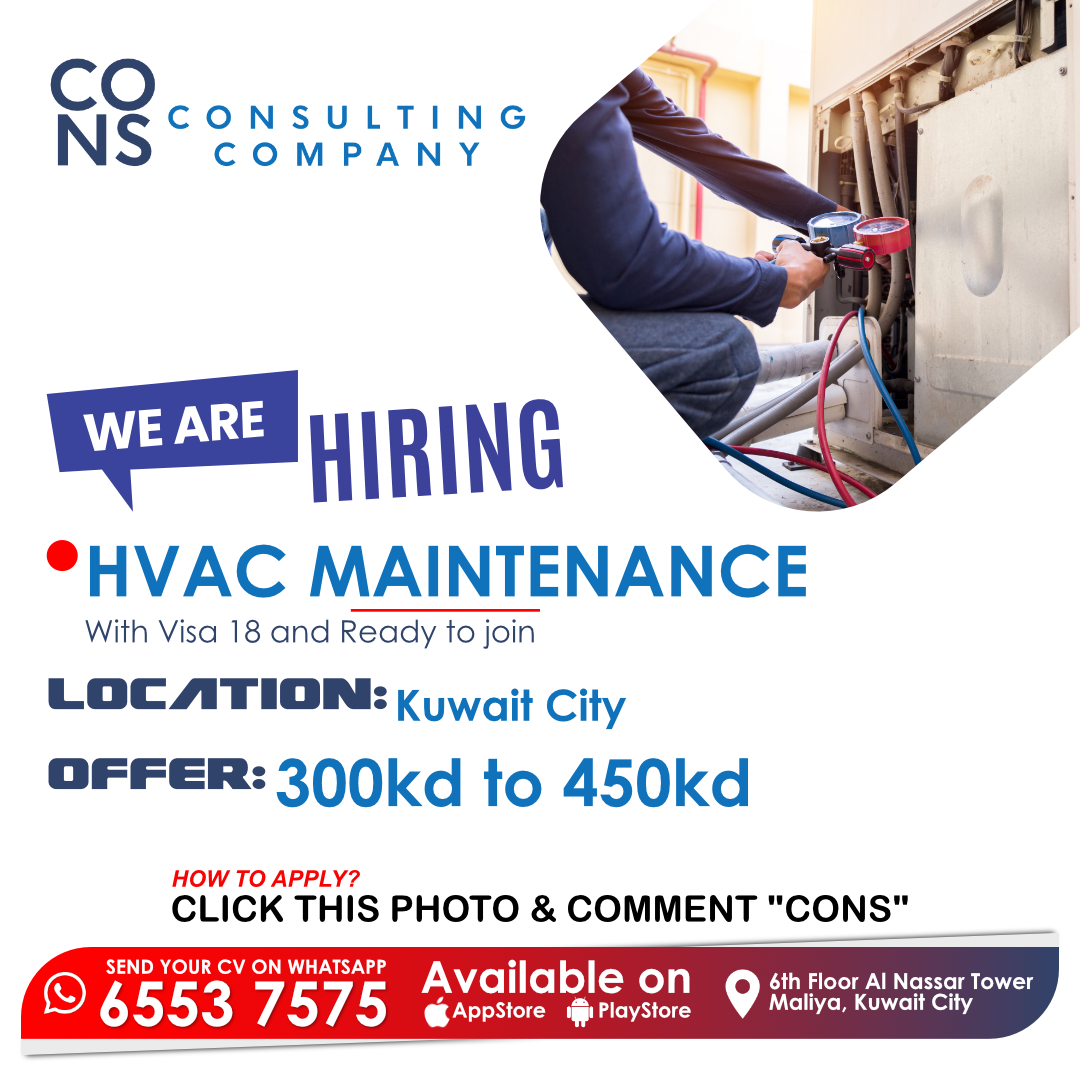 CO
NS
CONSULTING
COMPANY
WE ARE
HIRING
HVAC MAINTENANCE
With Visa 18 and Ready to join
LOCATION: Kuwait City
OFFER: 300kd to 450kd
HOW TO APPLY?
CLICK THIS PHOTO & COMMENT "CONS"
SEND YOUR CV ON WHATSAPP
6553 7575
Available on
AppStore PlayStore
6th Floor Al Nassar Tower
Maliya, Kuwait City